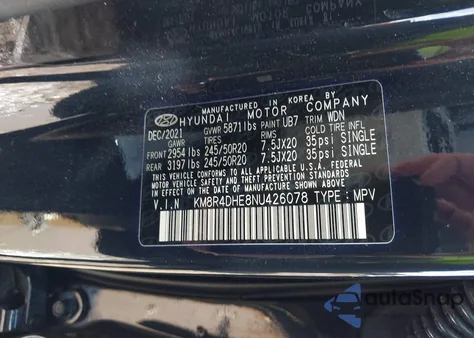 MANUFACTURED IN KOREA BY
HYUNDAI MOTOR COMPANY
DEC/2021 GVWR 5871lbs PAINT UB7 TRIM WDN
GAWR TIRES RIMS COLD TIRE INFL
FRONT 2954lbs 245/50R20 7.5JX20 35psi SINGLE
REAR 3197lbs 245/50R20 7.5JX20 35psi SINGLE
THIS VEHICLE CONFORMS TO ALL APPLICABLE U.S.A. FEDERAL
MOTOR VEHICLE SAFETY, BUMPER, AND THEFT PREVENTION
STANDARDS IN EFFECT ON THE DATE OF MANUFACTURE
SHOWN ABOVE.
V.I.N KM8R4DHE8NU426078 TYPE: MPV
autoSnap